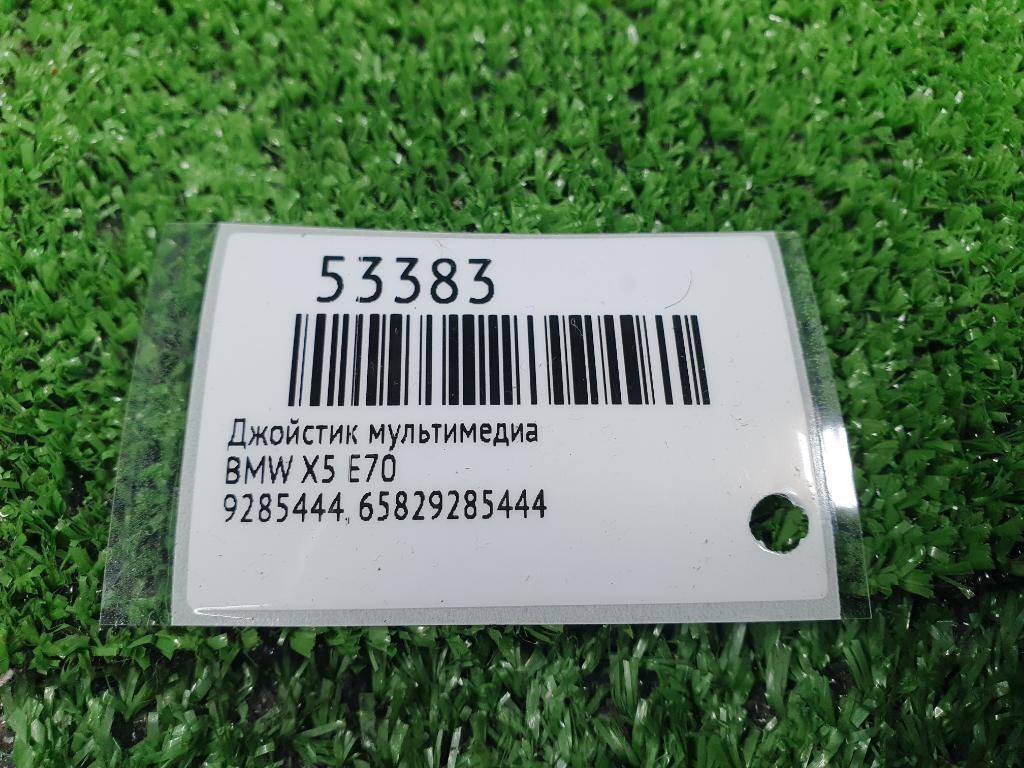 53383
Джойстик мультимедиа
BMW X5 E70
9285444, 65829285444